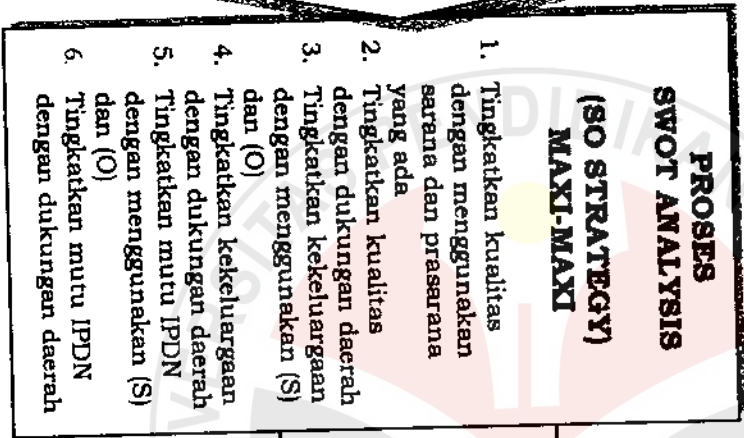 PROSES
SWOT ANALYSIS
(SO STRATEGY)
MAXI-MAXI
1. Tingkatkan kualitas
dengan menggunakan
sarana dan prasarana
yang ada
2. Tingkatkan kualitas
dengan dukungan daerah
3. Tingkatkan kekeluargaan
dengan menggunakan (S)
dan (O)
4. Tingkatkan kekeluargaan
dengan dukungan daerah
5. Tingkatkan mutu IPDN
dengan menggunakan (S)
dan (O)
6. Tingkatkan mutu IPDN
dengan dukungan daerah